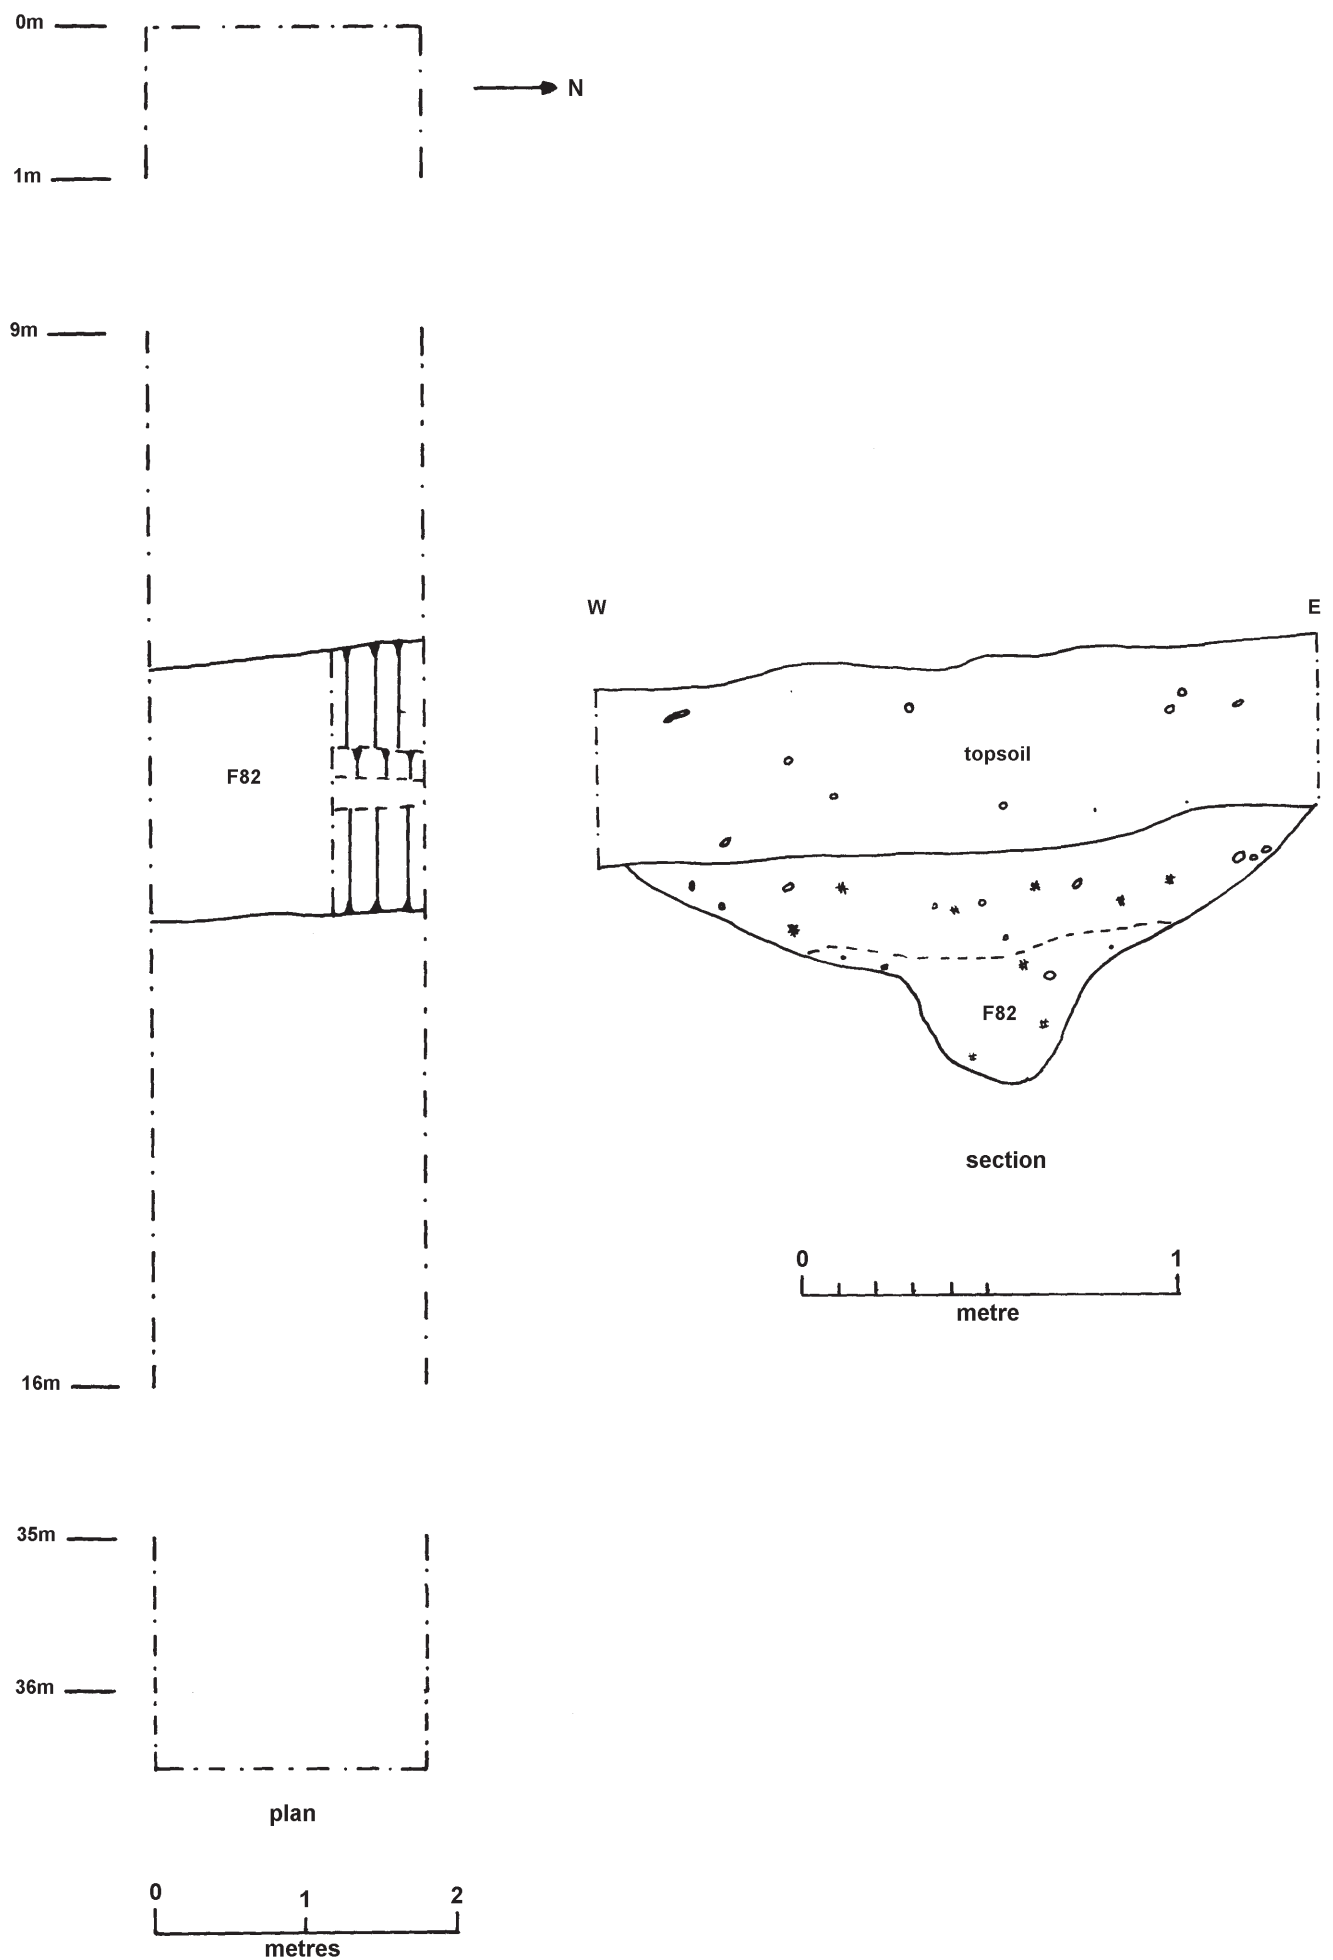 0m
N
1m
9m
W
E
topsoil
F82
F82
section
0 1
metre
16m
35m
36m
plan
0 1 2
metres